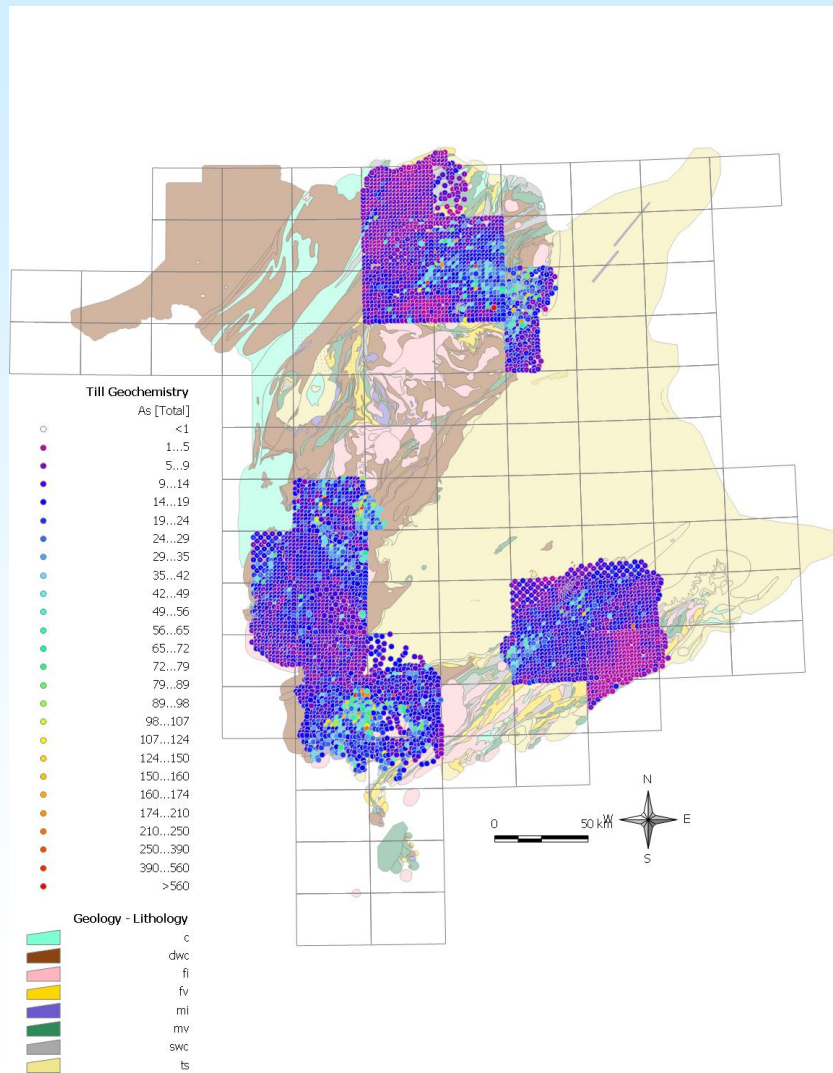 Till Geochemistry
As [Total]
<1
1...5
5...9
9...14
14...19
19...24
24...29
29...35
35...42
42...49
49...56
56...65
65...72
72...79
79...89
89...98
98...107
107...124
124...150
150...160
160...174
174...210
210...250
250...390
390...560
>560
Geology - Lithology
c
dwc
fi
fv
mi
mv
swc
ts
N
0 50 km W E
S